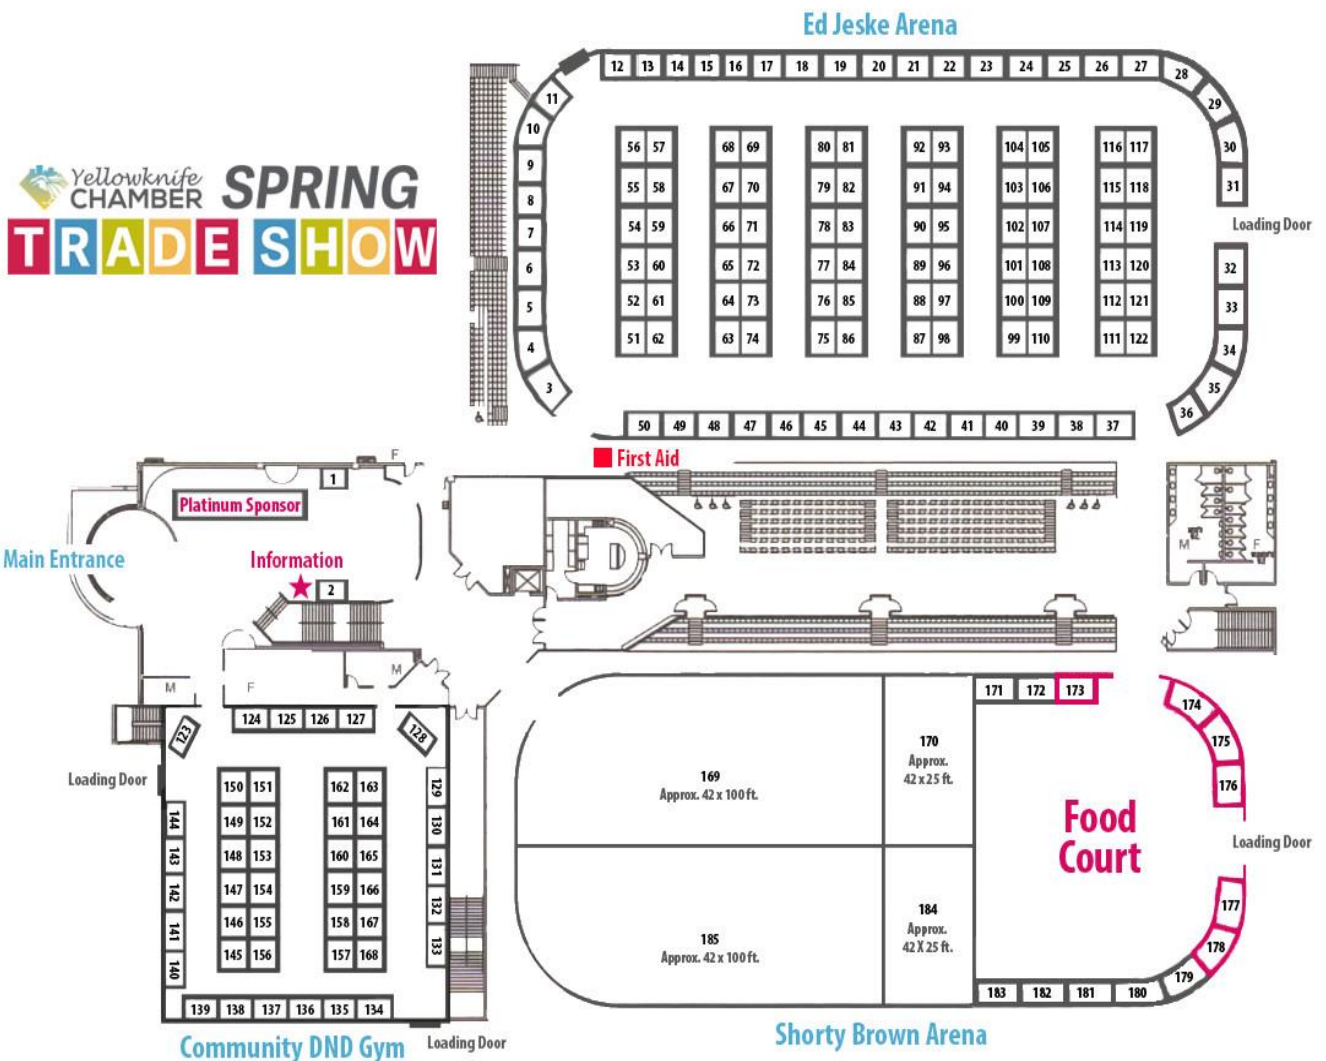 Ed Jeske Arena
Yellowknife
CHAMBER
SPRING
TRADE SHOW
12 13 14 15 16 17 18 19 20 21 22 23 24 25 26 27
28
29
30
31
Loading Door
32
33
34
35
36
11
10
9
8
7
6
5
4
3
56 57 68 69 80 81 92 93 104 105 116 117
55 58 67 70 79 82 91 94 103 106 115 118
54 59 66 71 78 83 90 95 102 107 114 119
53 60 65 72 77 84 89 96 101 108 113 120
52 61 64 73 76 85 88 97 100 109 112 121
51 62 63 74 75 86 87 98 99 110 111 122
50 49 48 47 46 45 44 43 42 41 40 39 38 37
First Aid
F
1
Platinum Sponsor
Main Entrance
Information
2
M F
M
M F
123
124 125 126 127
128
Loading Door
129
130
131
132
133
144
143
142
141
140
150 151 162 163
149 152 161 164
148 153 160 165
147 154 159 166
146 155 158 167
145 156 157 168
139 138 137 136 135 134
Community DND Gym
Loading Door
169
Approx. 42 x 100 ft.
170
Approx.
42 x 25 ft.
185
Approx. 42 x 100 ft.
184
Approx.
42 X 25 ft.
171 172 173
174
175
176
Food
Court
Loading Door
177
178
179
183 182 181 180
Shorty Brown Arena